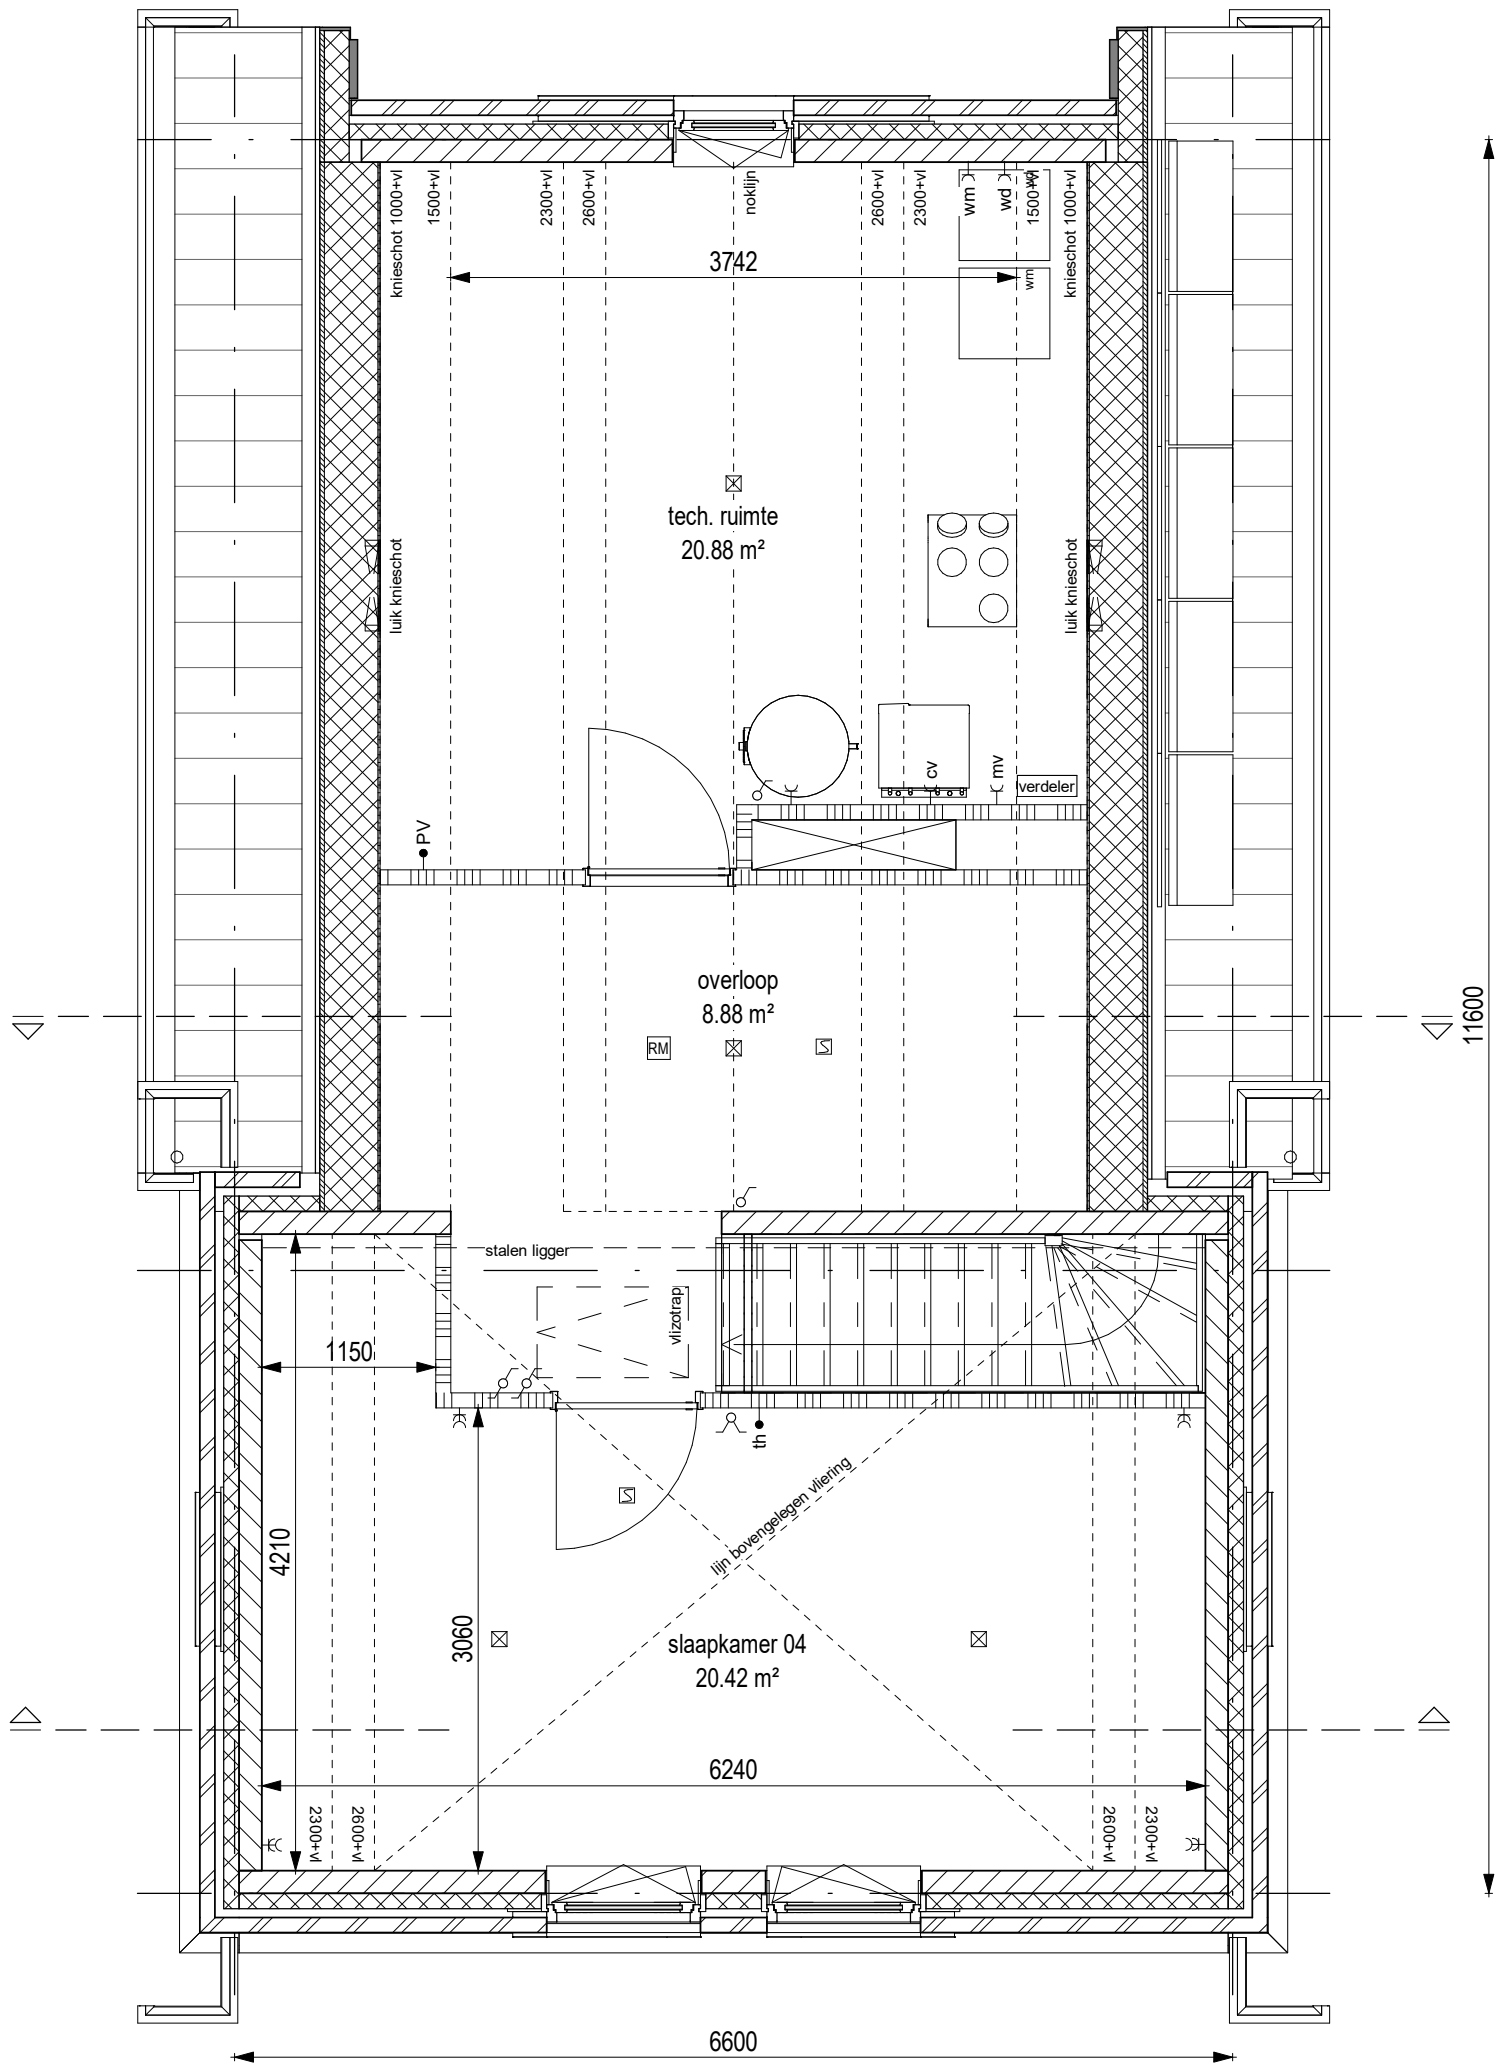 knieschot 1000+vl
1500+vl
2300+vl
2600+vl
noklijn
2600+vl
2300+vl
wm
wd
wd
1500+vl
knieschot 1000+vl
3742
wm
tech. ruimte
20.88 m²
luik knieschot
luik knieschot
PV
cv
mv
verdeler
overloop
8.88 m²
RM
11600
stalen ligger
vlizotrap
1150
th
lijn bovengelegen vliering
4210
3060
slaapkamer 04
20.42 m²
6240
2300+vl
2600+vl
2600+vl
2300+vl
6600